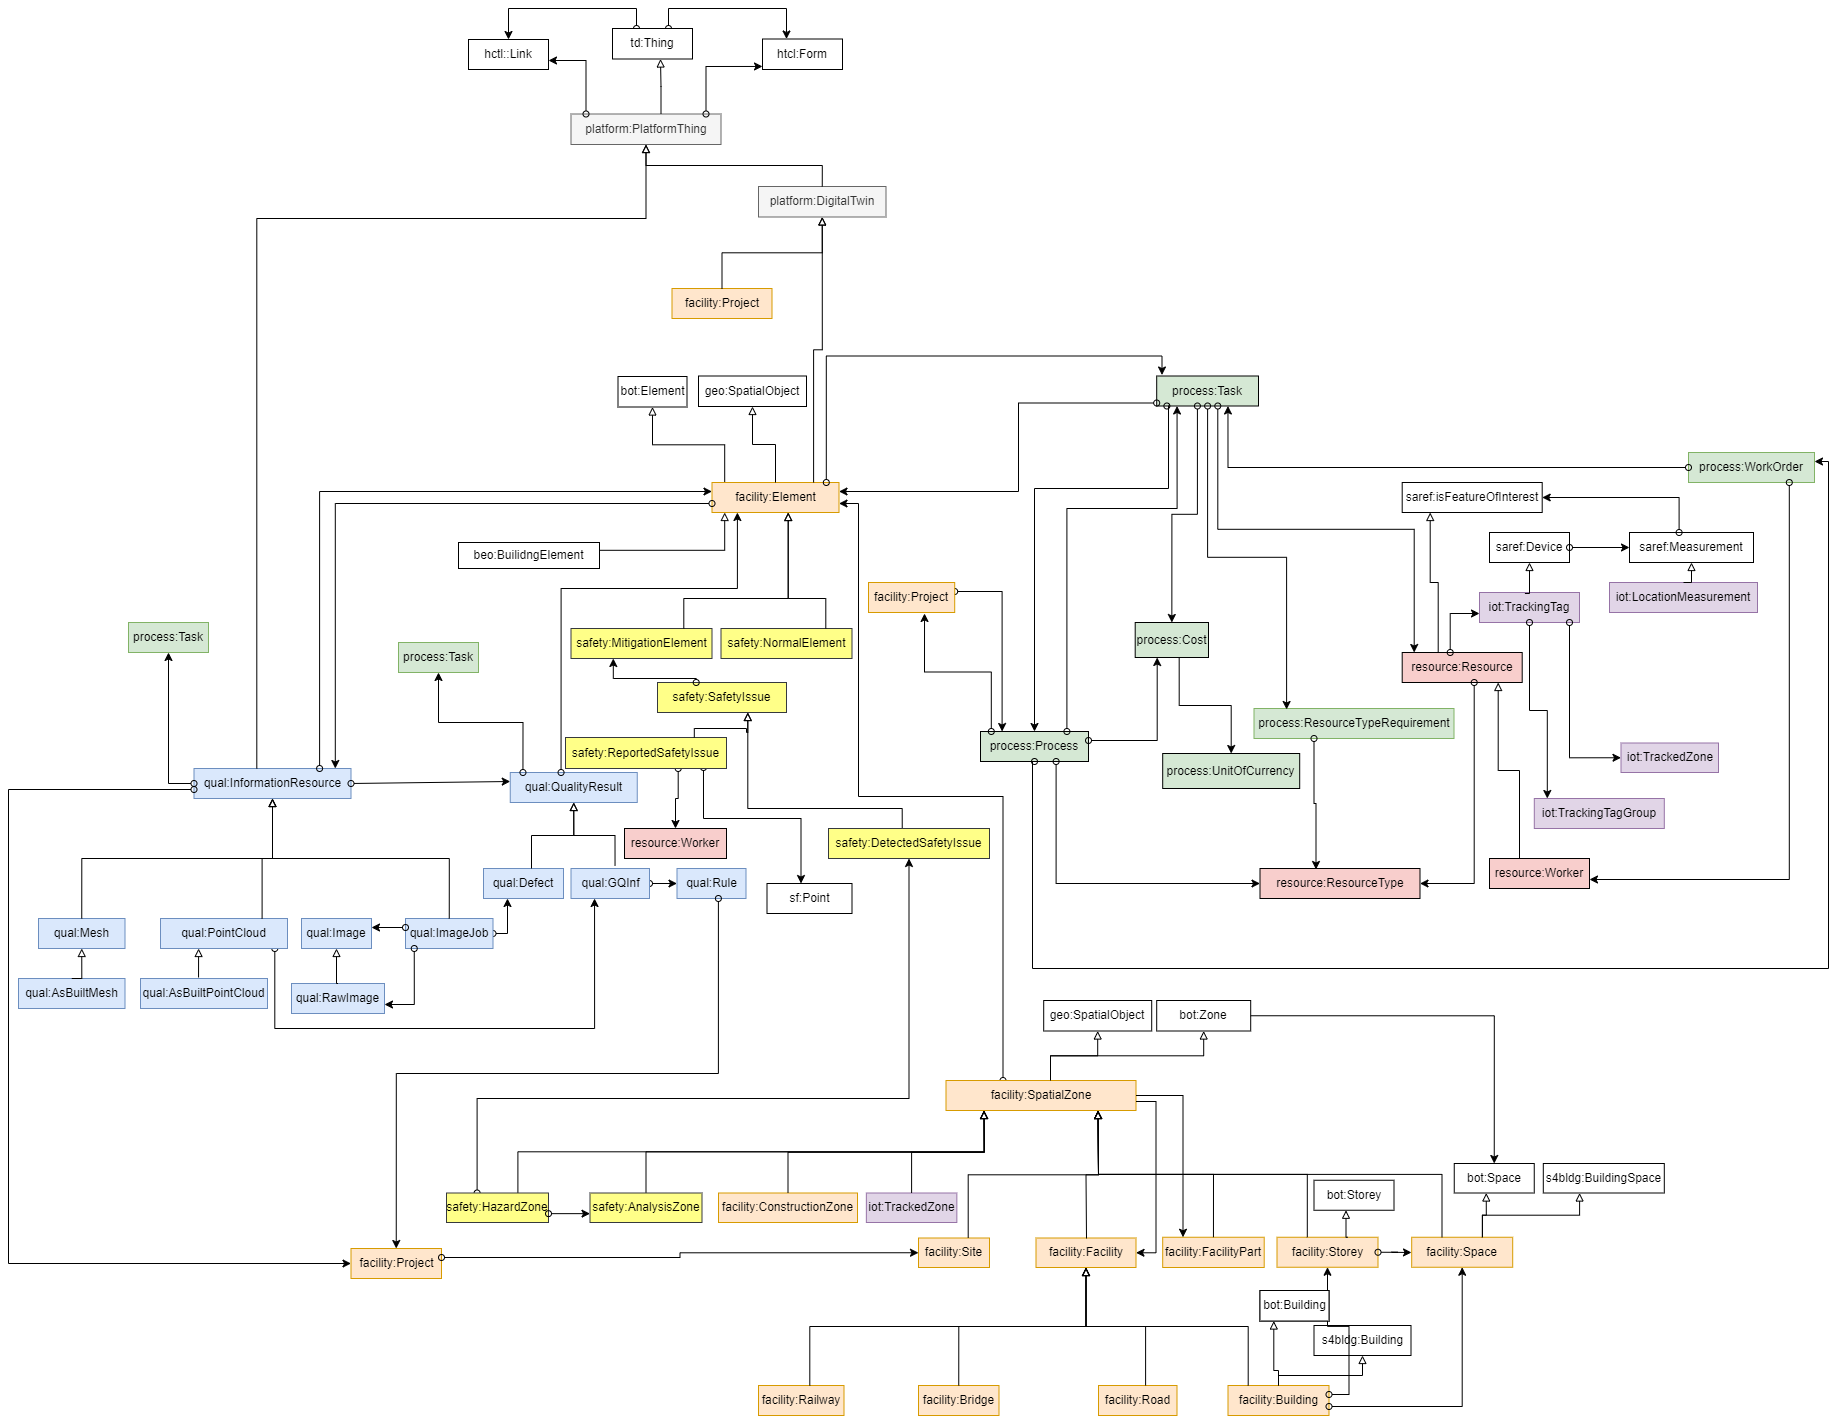 td:Thing
hctl::Link
htcl:Form
platform:PlatformThing
platform:DigitalTwin
facility:Project
bot:Element
geo:SpatialObject
process:Task
process:WorkOrder
facility:Element
saref:isFeatureOfInterest
beo:BuilidngElement
saref:Device
saref:Measurement
facility:Project
iot:LocationMeasurement
iot:TrackingTag
process:Task
process:Task
safety:MitigationElement
safety:NormalElement
process:Cost
resource:Resource
safety:SafetyIssue
process:ResourceTypeRequirement
safety:ReportedSafetyIssue
process:Process
iot:TrackedZone
process:UnitOfCurrency
qual:InformationResource
qual:QualityResult
iot:TrackingTagGroup
resource:Worker
safety:DetectedSafetyIssue
resource:Worker
qual:Defect
qual:GQInf
qual:Rule
resource:ResourceType
sf:Point
qual:Mesh
qual:PointCloud
qual:Image
qual:ImageJob
qual:AsBuiltMesh
qual:AsBuiltPointCloud
qual:RawImage
geo:SpatialObject
bot:Zone
facility:SpatialZone
bot:Space
s4bldg:BuildingSpace
bot:Storey
safety:HazardZone
safety:AnalysisZone
facility:ConstructionZone
iot:TrackedZone
facility:Project
facility:Site
facility:Facility
facility:FacilityPart
facility:Storey
facility:Space
bot:Building
s4bldg:Building
facility:Railway
facility:Bridge
facility:Road
facility:Building